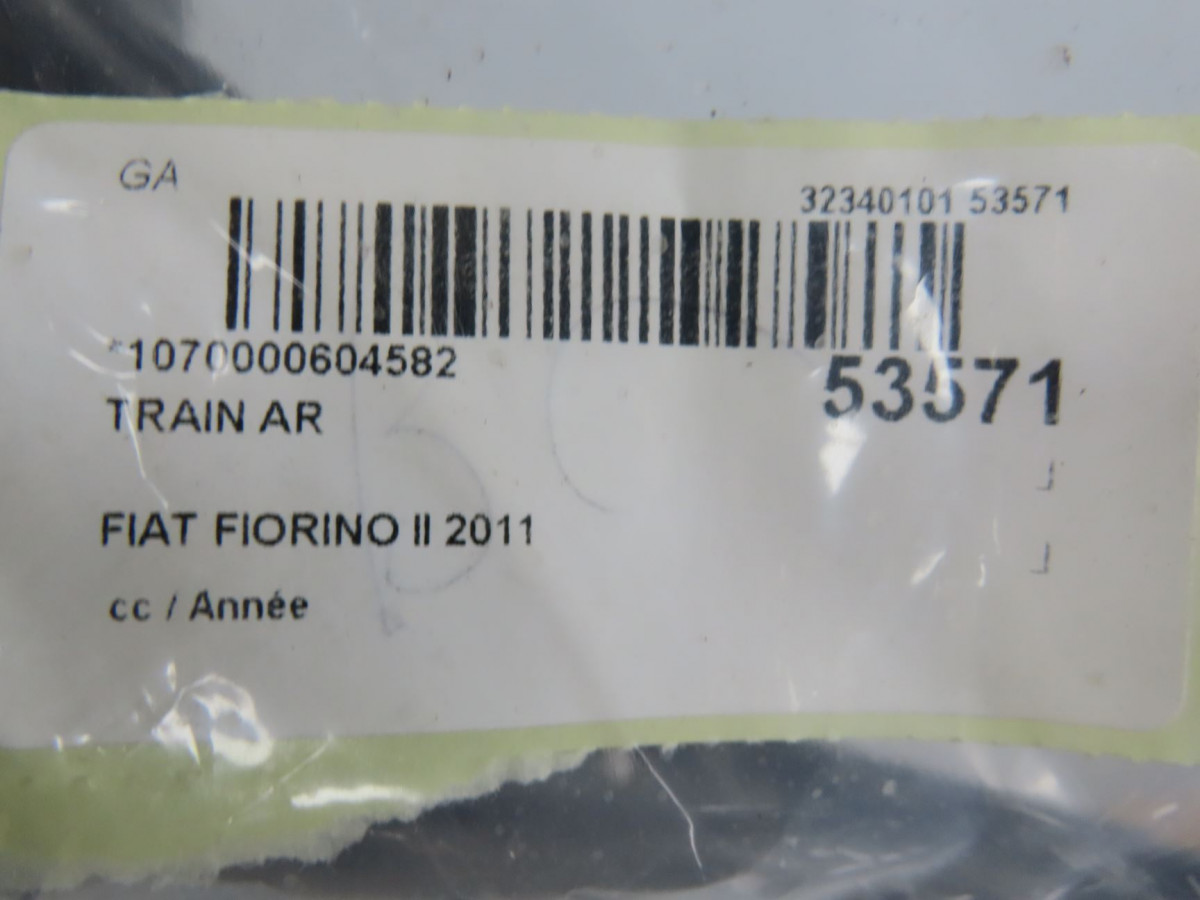 GA
32340101 53571
*1070000604582
53571
TRAIN AR
FIAT FIORINO II 2011
cc / Année